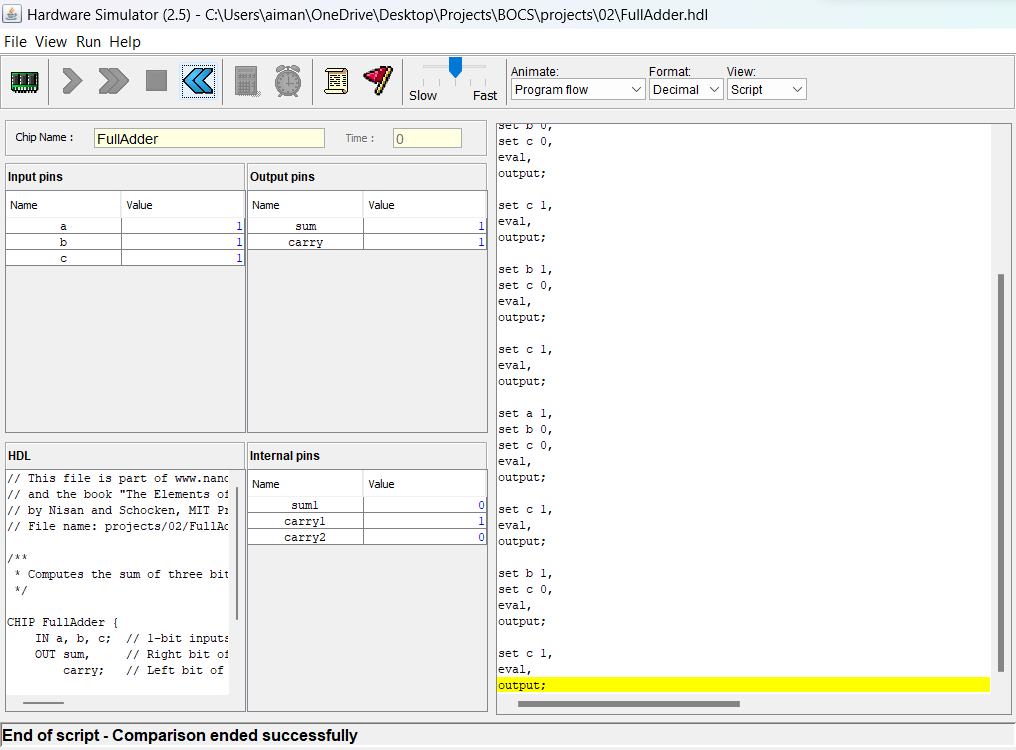 Hardware Simulator (2.5) - C:\Users\aiman\OneDrive\Desktop\Projects\BOCS\projects\02\FullAdder.hdl
File View Run Help
Animate: Format: View:
Slow Fast Program flow Decimal Script
Chip Name : FullAdder Time : 0
Input pins
Name Value
a 1
b 1
c 1
Output pins
Name Value
sum 1
carry 1
HDL
// This file is part of www.nand
// and the book "The Elements of
// by Nisan and Schocken, MIT Pr
// File name: projects/02/FullAd
/**
* Computes the sum of three bit
*/
CHIP FullAdder {
IN a, b, c; // 1-bit inputs
OUT sum, // Right bit of
carry; // Left bit of
Internal pins
Name Value
sum1 0
carry1 1
carry2 0
set b 0,
set c 0,
eval,
output;
set c 1,
eval,
output;
set b 1,
set c 0,
eval,
output;
set c 1,
eval,
output;
set a 1,
set b 0,
set c 0,
eval,
output;
set c 1,
eval,
output;
set b 1,
set c 0,
eval,
output;
set c 1,
eval,
output;
End of script - Comparison ended successfully